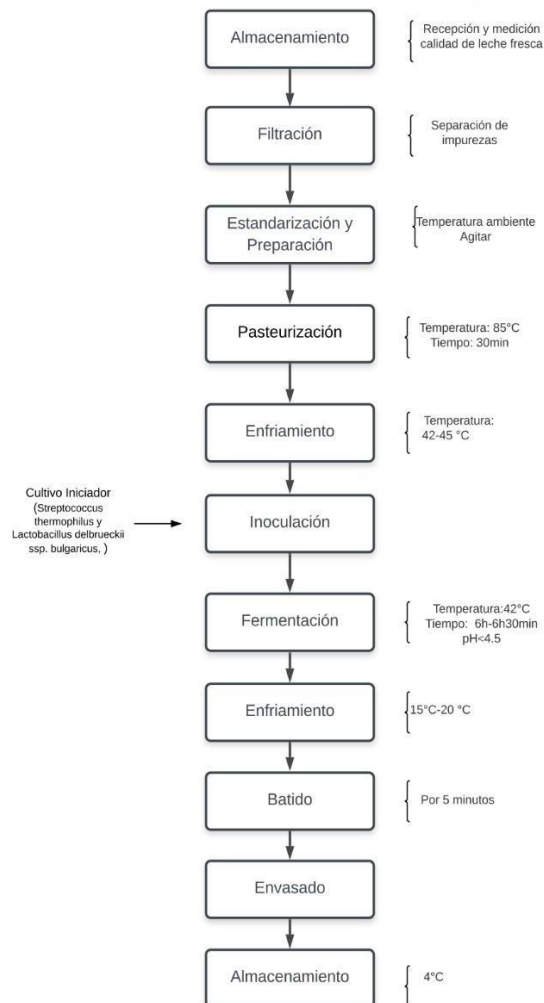 Almacenamiento
Recepción y medición
calidad de leche fresca
Filtración
Separación de
impurezas
Estandarización y
Preparación
Temperatura ambiente
Agitar
Pasteurización
Temperatura: 85°C
Tiempo: 30min
Enfriamiento
Temperatura:
42-45 °C
Cultivo Iniciador
(Streptococcus
thermophilus y
Lactobacillus delbrueckii
ssp. bulgaricus, )
Inoculación
Fermentación
Temperatura:42°C
Tiempo: 6h-6h30min
pH<4.5
Enfriamiento
15°C-20 °C
Batido
Por 5 minutos
Envasado
Almacenamiento
4°C